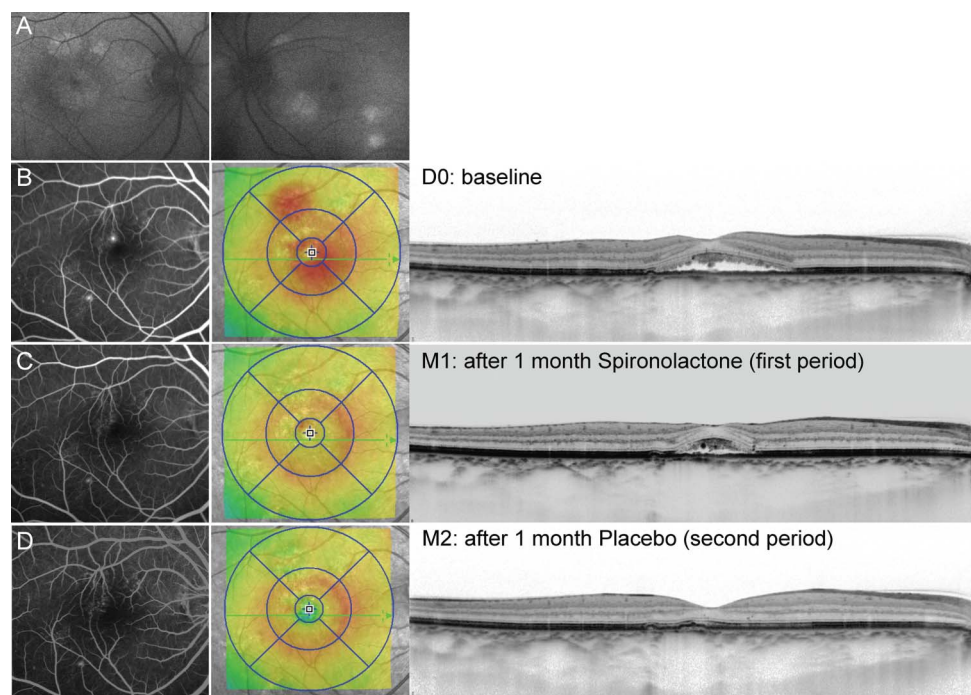 A
B
D0: baseline
C
M1: after 1 month Spironolactone (first period)
D
M2: after 1 month Placebo (second period)